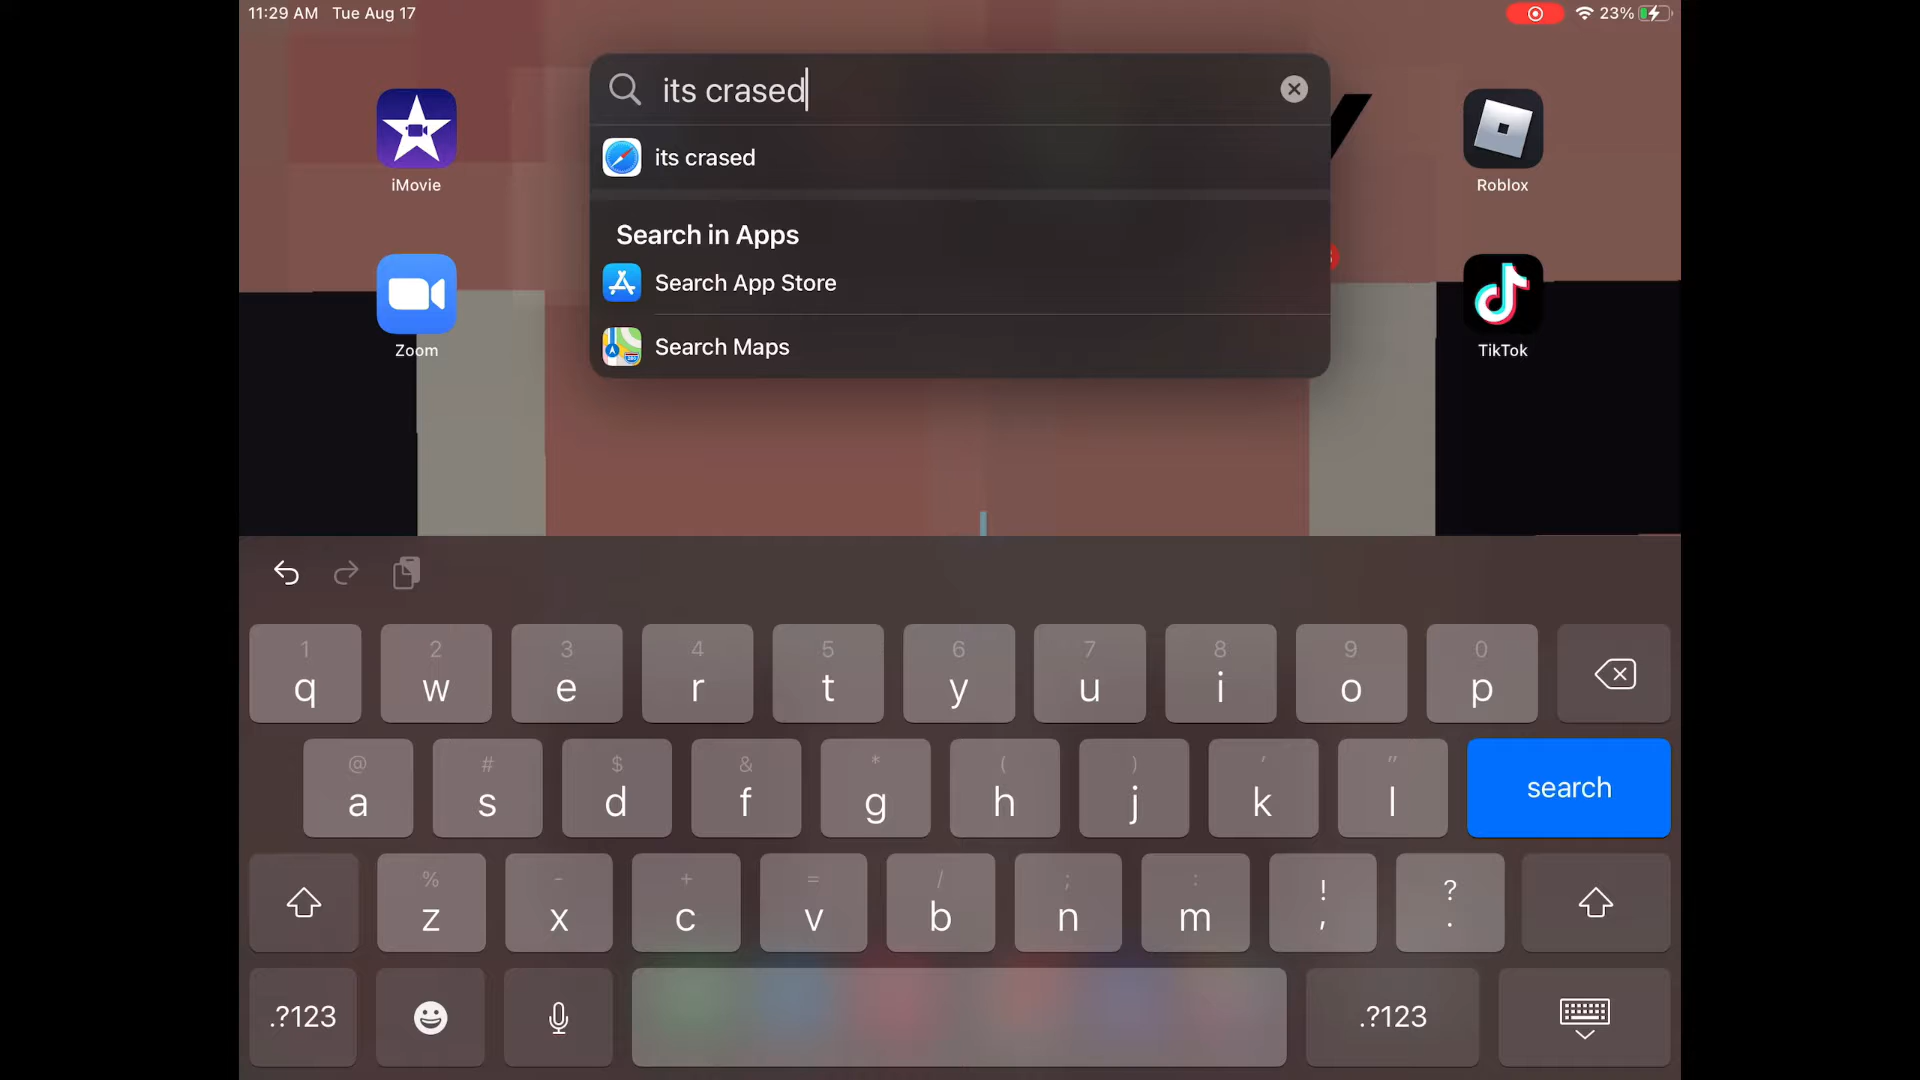 11:29 AM Tue Aug 17
23%
its crased
its crased
Search in Apps
Search App Store
Search Maps
iMovie
Roblox
Zoom
TikTok
1 2 3 4 5 6 7 8 9 0
q w e r t y u i o p
@ # $ & * ( ) ' "
a s d f g h j k l search
% - + = / ; : ! ?
z x c v b n m , .
.?123 .?123